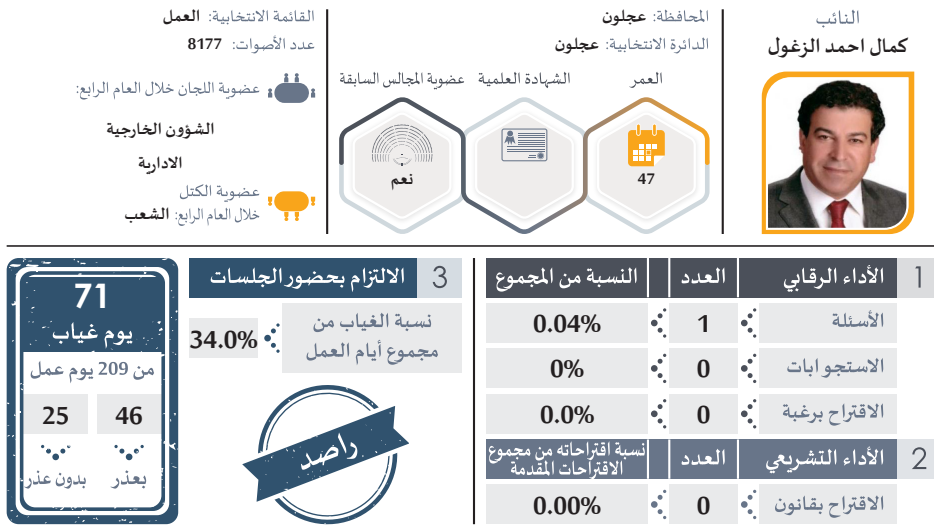 النائب
كمال احمد الزغول
المحافظة: عجلون
الدائرة الانتخابية: عجلون
العمر
47
الشهادة العلمية
عضوية المجالس السابقة
نعم
القائمة الانتخابية: العمل
عدد الأصوات: 8177
عضوية اللجان خلال العام الرابع:
الشؤون الخارجية
الادارية
عضوية الكتل
خلال العام الرابع: الشعب
1 الأداء الرقابي العدد النسبة من المجموع
الأسئلة 1 0.04%
الاستجوابات 0 0%
الاقتراح برغبة 0 0.0%
2 الأداء التشريعي العدد نسبة اقتراحاته من مجموع
الاقتراحات المقدمة
الاقتراح بقانون 0 0.00%
3 الالتزام بحضور الجلسات
نسبة الغياب من
مجموع أيام العمل
34.0%
راصد
71
يوم غياب
من 209 يوم عمل
46 25
بعذر بدون عذر